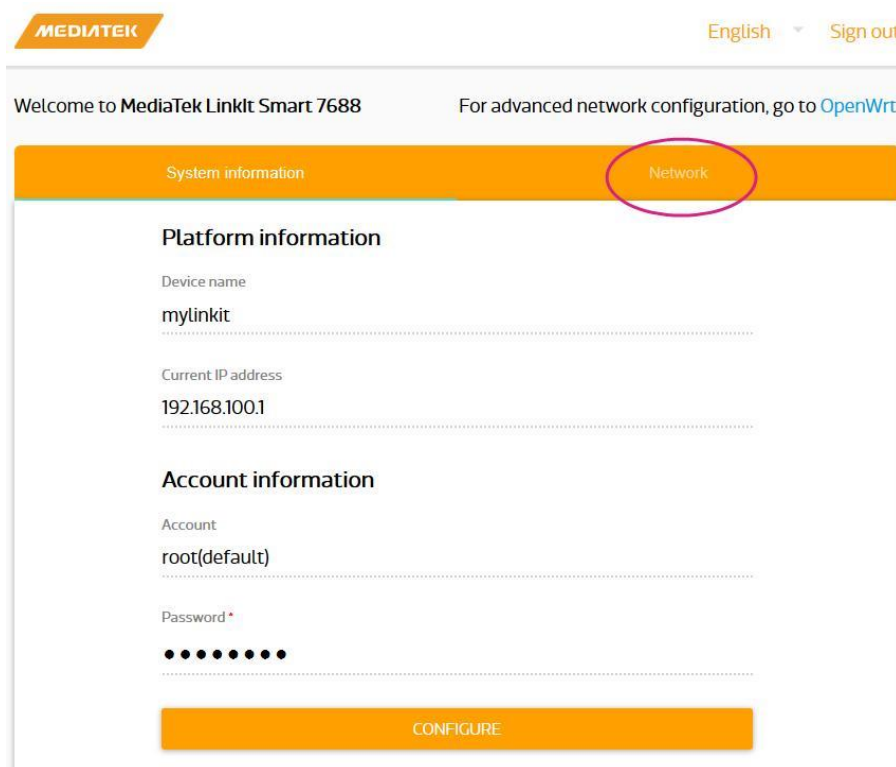 MEDIATEK
English Sign out
Welcome to MediaTek LinkIt Smart 7688 For advanced network configuration, go to OpenWrt
System information Network
Platform information
Device name
mylinkit
Current IP address
192.168.100.1
Account information
Account
root(default)
Password *
••••••••
CONFIGURE